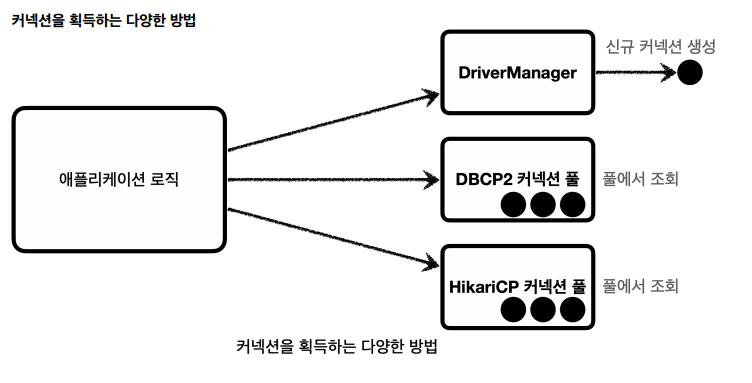 커넥션을 획득하는 다양한 방법
신규 커넥션 생성
DriverManager
애플리케이션 로직
DBCP2 커넥션 풀
풀에서 조회
HikariCP 커넥션 풀
풀에서 조회
커넥션을 획득하는 다양한 방법